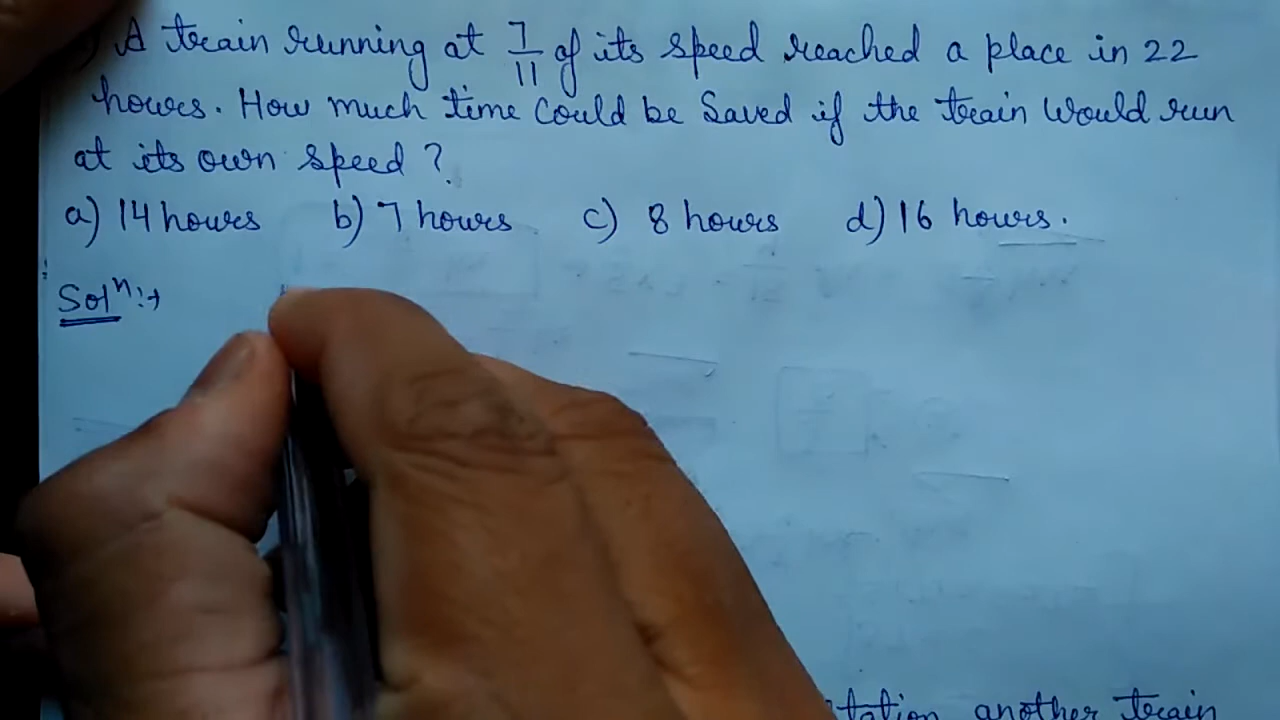 A train running at 7/11 of its speed reached a place in 22
hours. How much time Could be Saved if the train Would run
at its own speed ?
a) 14 hours b) 7 hours c) 8 hours d) 16 hours.
Solⁿ:→
another train